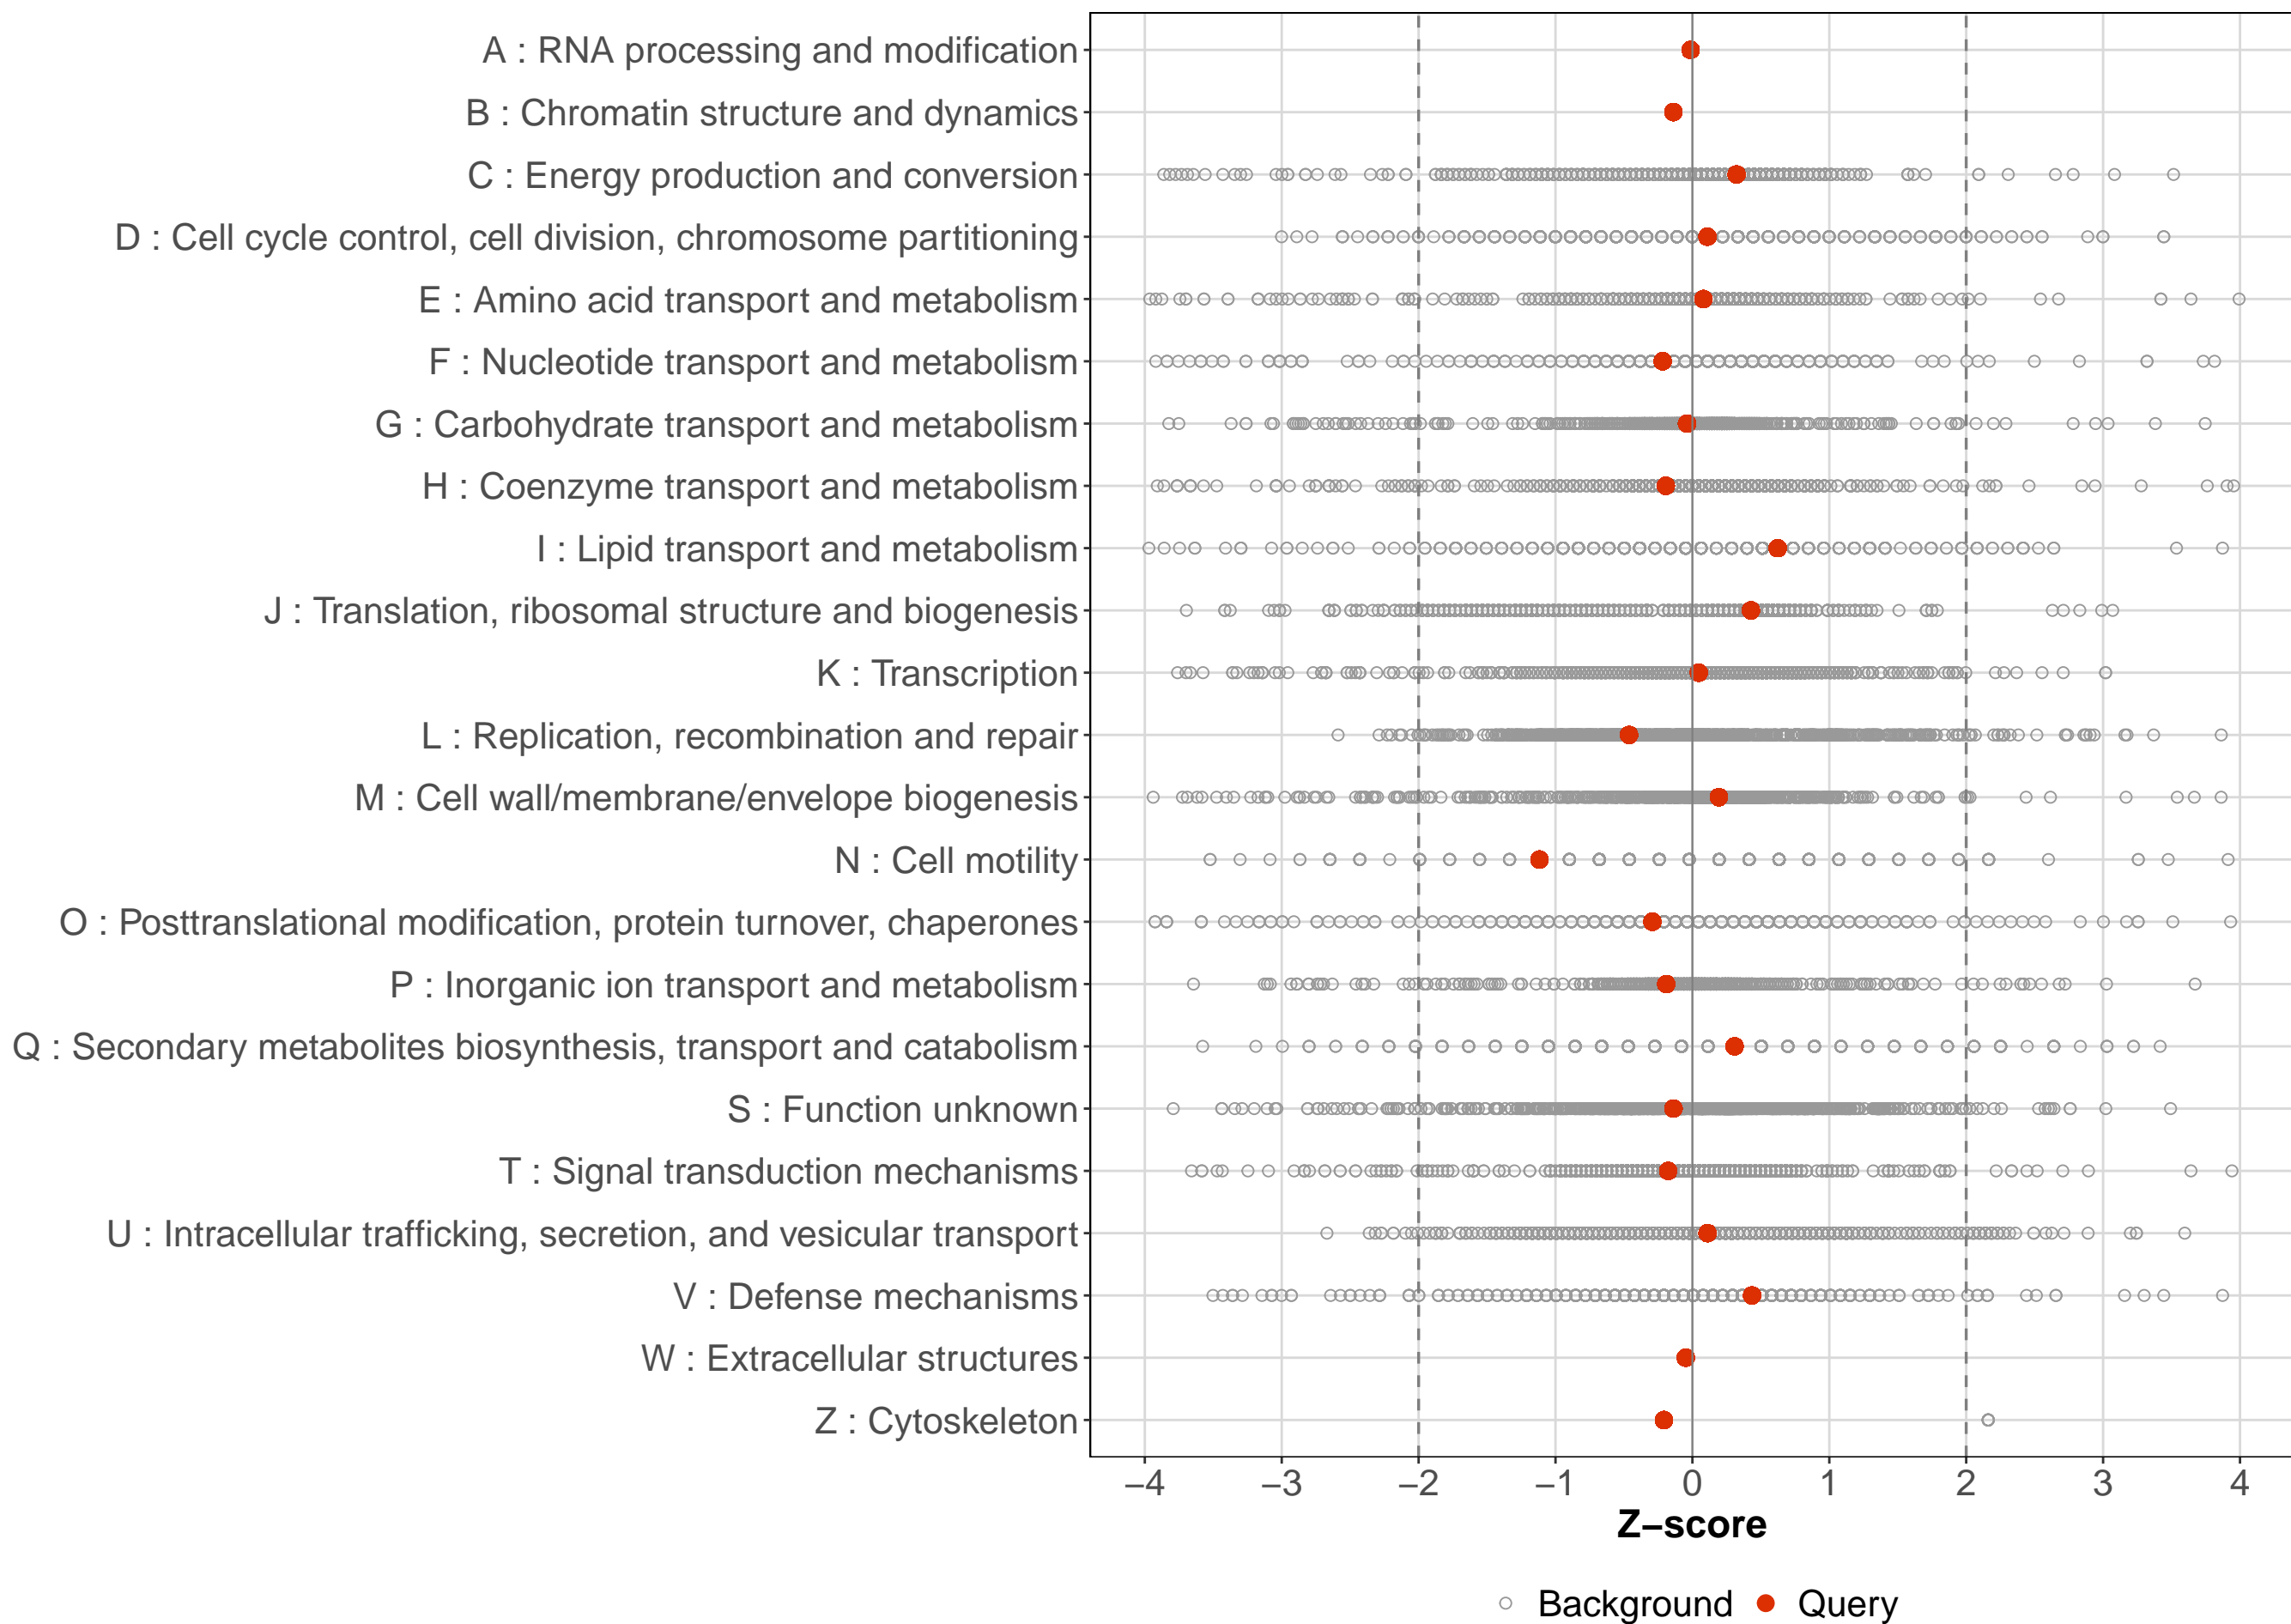 A : RNA processing and modification
B : Chromatin structure and dynamics
C : Energy production and conversion
D : Cell cycle control, cell division, chromosome partitioning
E : Amino acid transport and metabolism
F : Nucleotide transport and metabolism
G : Carbohydrate transport and metabolism
H : Coenzyme transport and metabolism
I : Lipid transport and metabolism
J : Translation, ribosomal structure and biogenesis
K : Transcription
L : Replication, recombination and repair
M : Cell wall/membrane/envelope biogenesis
N : Cell motility
O : Posttranslational modification, protein turnover, chaperones
P : Inorganic ion transport and metabolism
Q : Secondary metabolites biosynthesis, transport and catabolism
S : Function unknown
T : Signal transduction mechanisms
U : Intracellular trafficking, secretion, and vesicular transport
V : Defense mechanisms
W : Extracellular structures
Z : Cytoskeleton
−4 −3 −2 −1 0 1 2 3 4
Z−score
Background Query